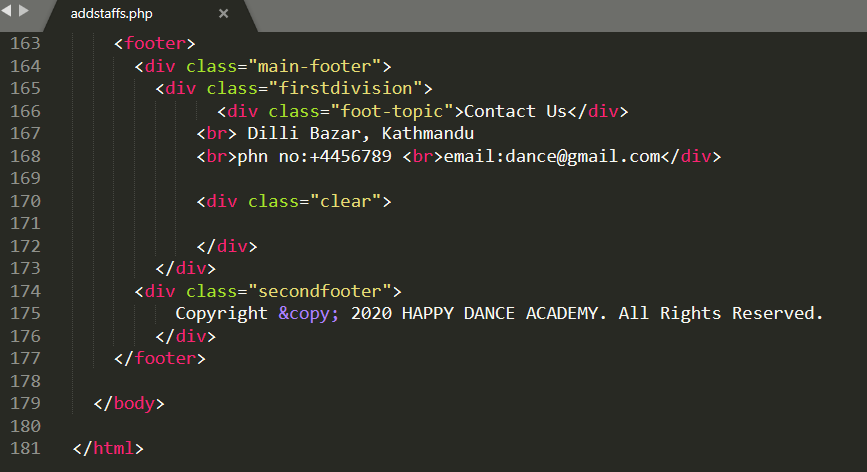 addstaffs.php ×
163 <footer>
164 <div class="main-footer">
165 <div class="firstdivision">
166 <div class="foot-topic">Contact Us</div>
167 <br> Dilli Bazar, Kathmandu
168 <br>phn no:+4456789 <br>email:dance@gmail.com</div>
169
170 <div class="clear">
171
172 </div>
173 </div>
174 <div class="secondfooter">
175 Copyright &copy; 2020 HAPPY DANCE ACADEMY. All Rights Reserved.
176 </div>
177 </footer>
178
179 </body>
180
181 </html>